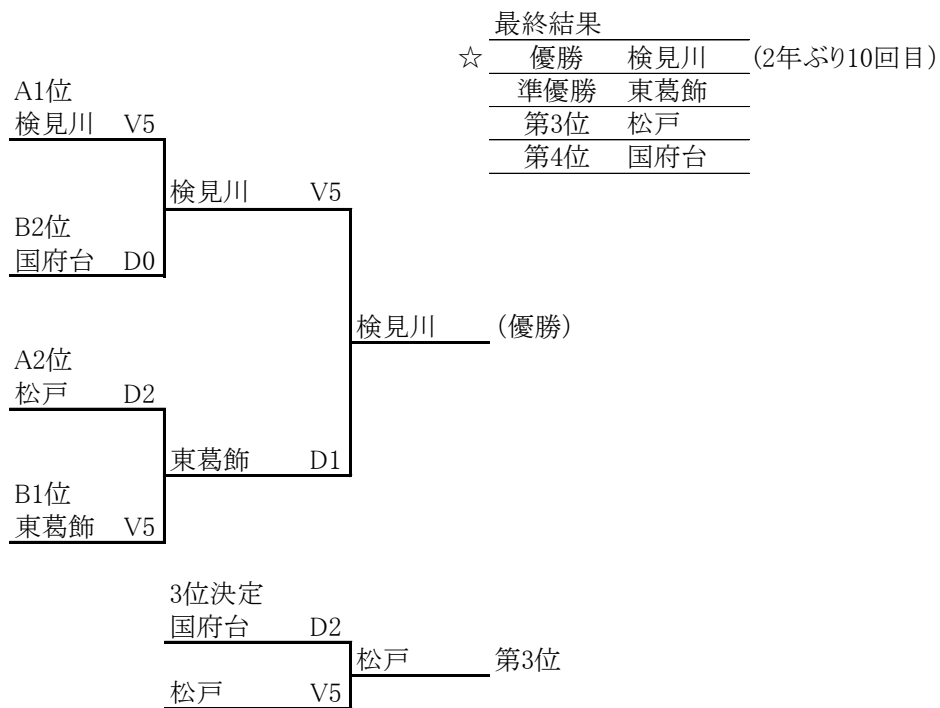 最終結果
☆ 優勝 検見川 (2年ぶり10回目)
準優勝 東葛飾
第3位 松戸
第4位 国府台
A1位
検見川 V5
検見川 V5
B2位
国府台 D0
検見川 (優勝)
A2位
松戸 D2
東葛飾 D1
B1位
東葛飾 V5
3位決定
国府台 D2
松戸 第3位
松戸 V5